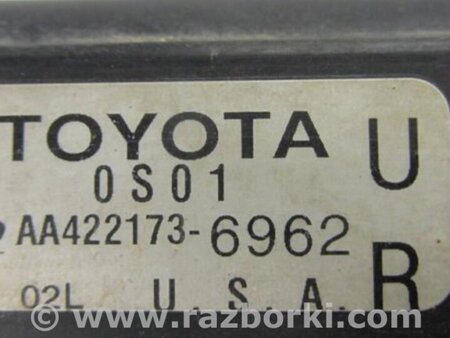 TOYOTA U
0S01
AA422173-6962
02L U.S.A. R
© www.razborki.com